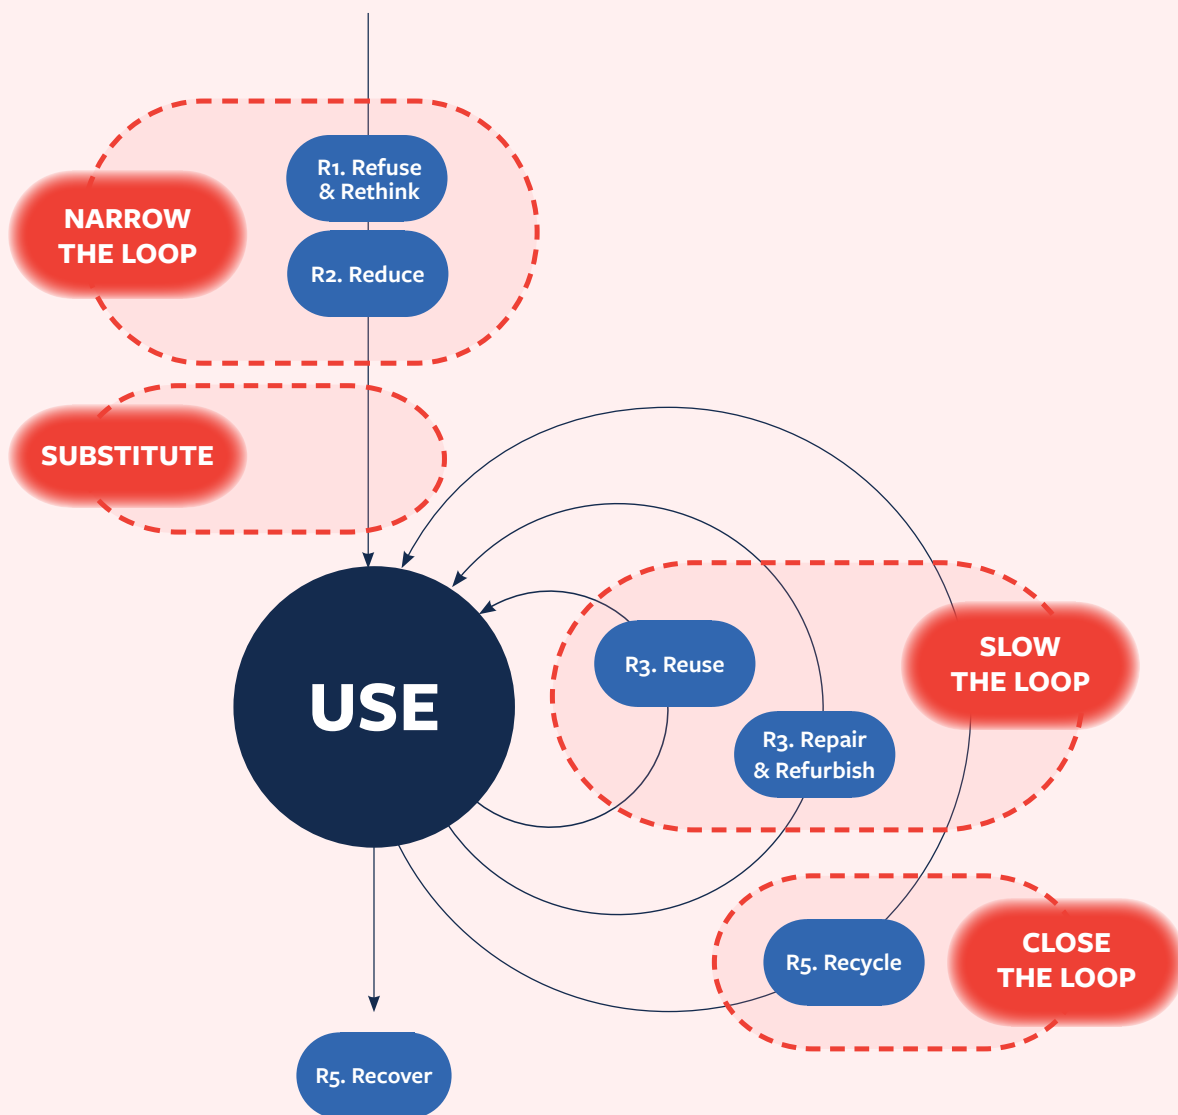 R1. Refuse
& Rethink
NARROW
THE LOOP
R2. Reduce
SUBSTITUTE
USE
R3. Reuse
SLOW
THE LOOP
R3. Repair
& Refurbish
R5. Recycle
CLOSE
THE LOOP
R5. Recover